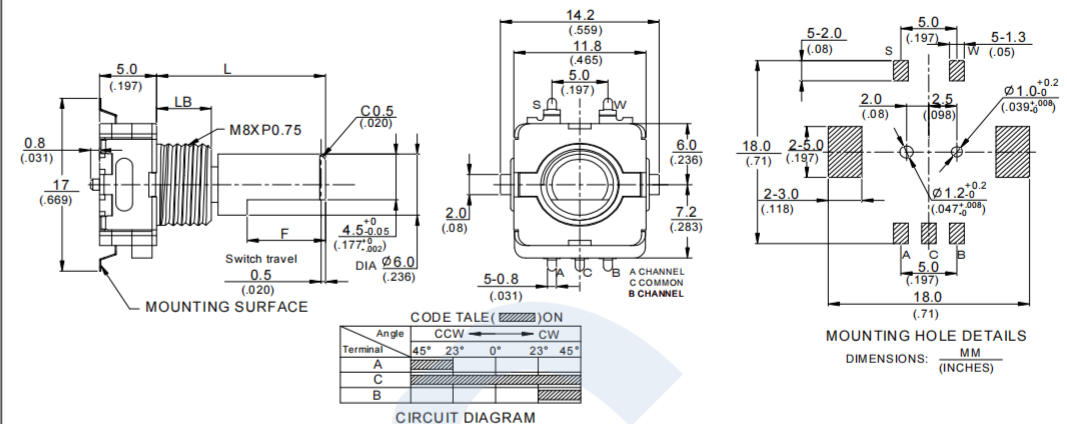 5.0
(.197)
L
LB
C0.5
(.020)
M8XP0.75
0.8
(.031)
17
(.669)
F
4.5+0-0.05
(.177+0-.002)
Switch travel
0.5
(.020)
DIA Ø6.0
(.236)
MOUNTING SURFACE
14.2
(.559)
11.8
(.465)
5.0
(.197)
S
W
6.0
(.236)
2.0
(.08)
7.2
(.283)
5-0.8
(.031)
A
C
B
A CHANNEL
C COMMON
B CHANNEL
CODE TALE( )ON
Angle
Terminal
CCW CW
45° 23° 0° 23° 45°
A
C
B
CIRCUIT DIAGRAM
5.0
(.197)
5-2.0
(.08)
S
W
5-1.3
(.05)
2.0
(.08)
2.5
(.098)
Ø1.0+0.2-0
(.039+.008-0)
18.0
(.71)
2-5.0
(.197)
2-3.0
(.118)
Ø1.2+0.2-0
(.047+.008-0)
A
C
B
5.0
(.197)
18.0
(.71)
MOUNTING HOLE DETAILS
DIMENSIONS: MM
(INCHES)